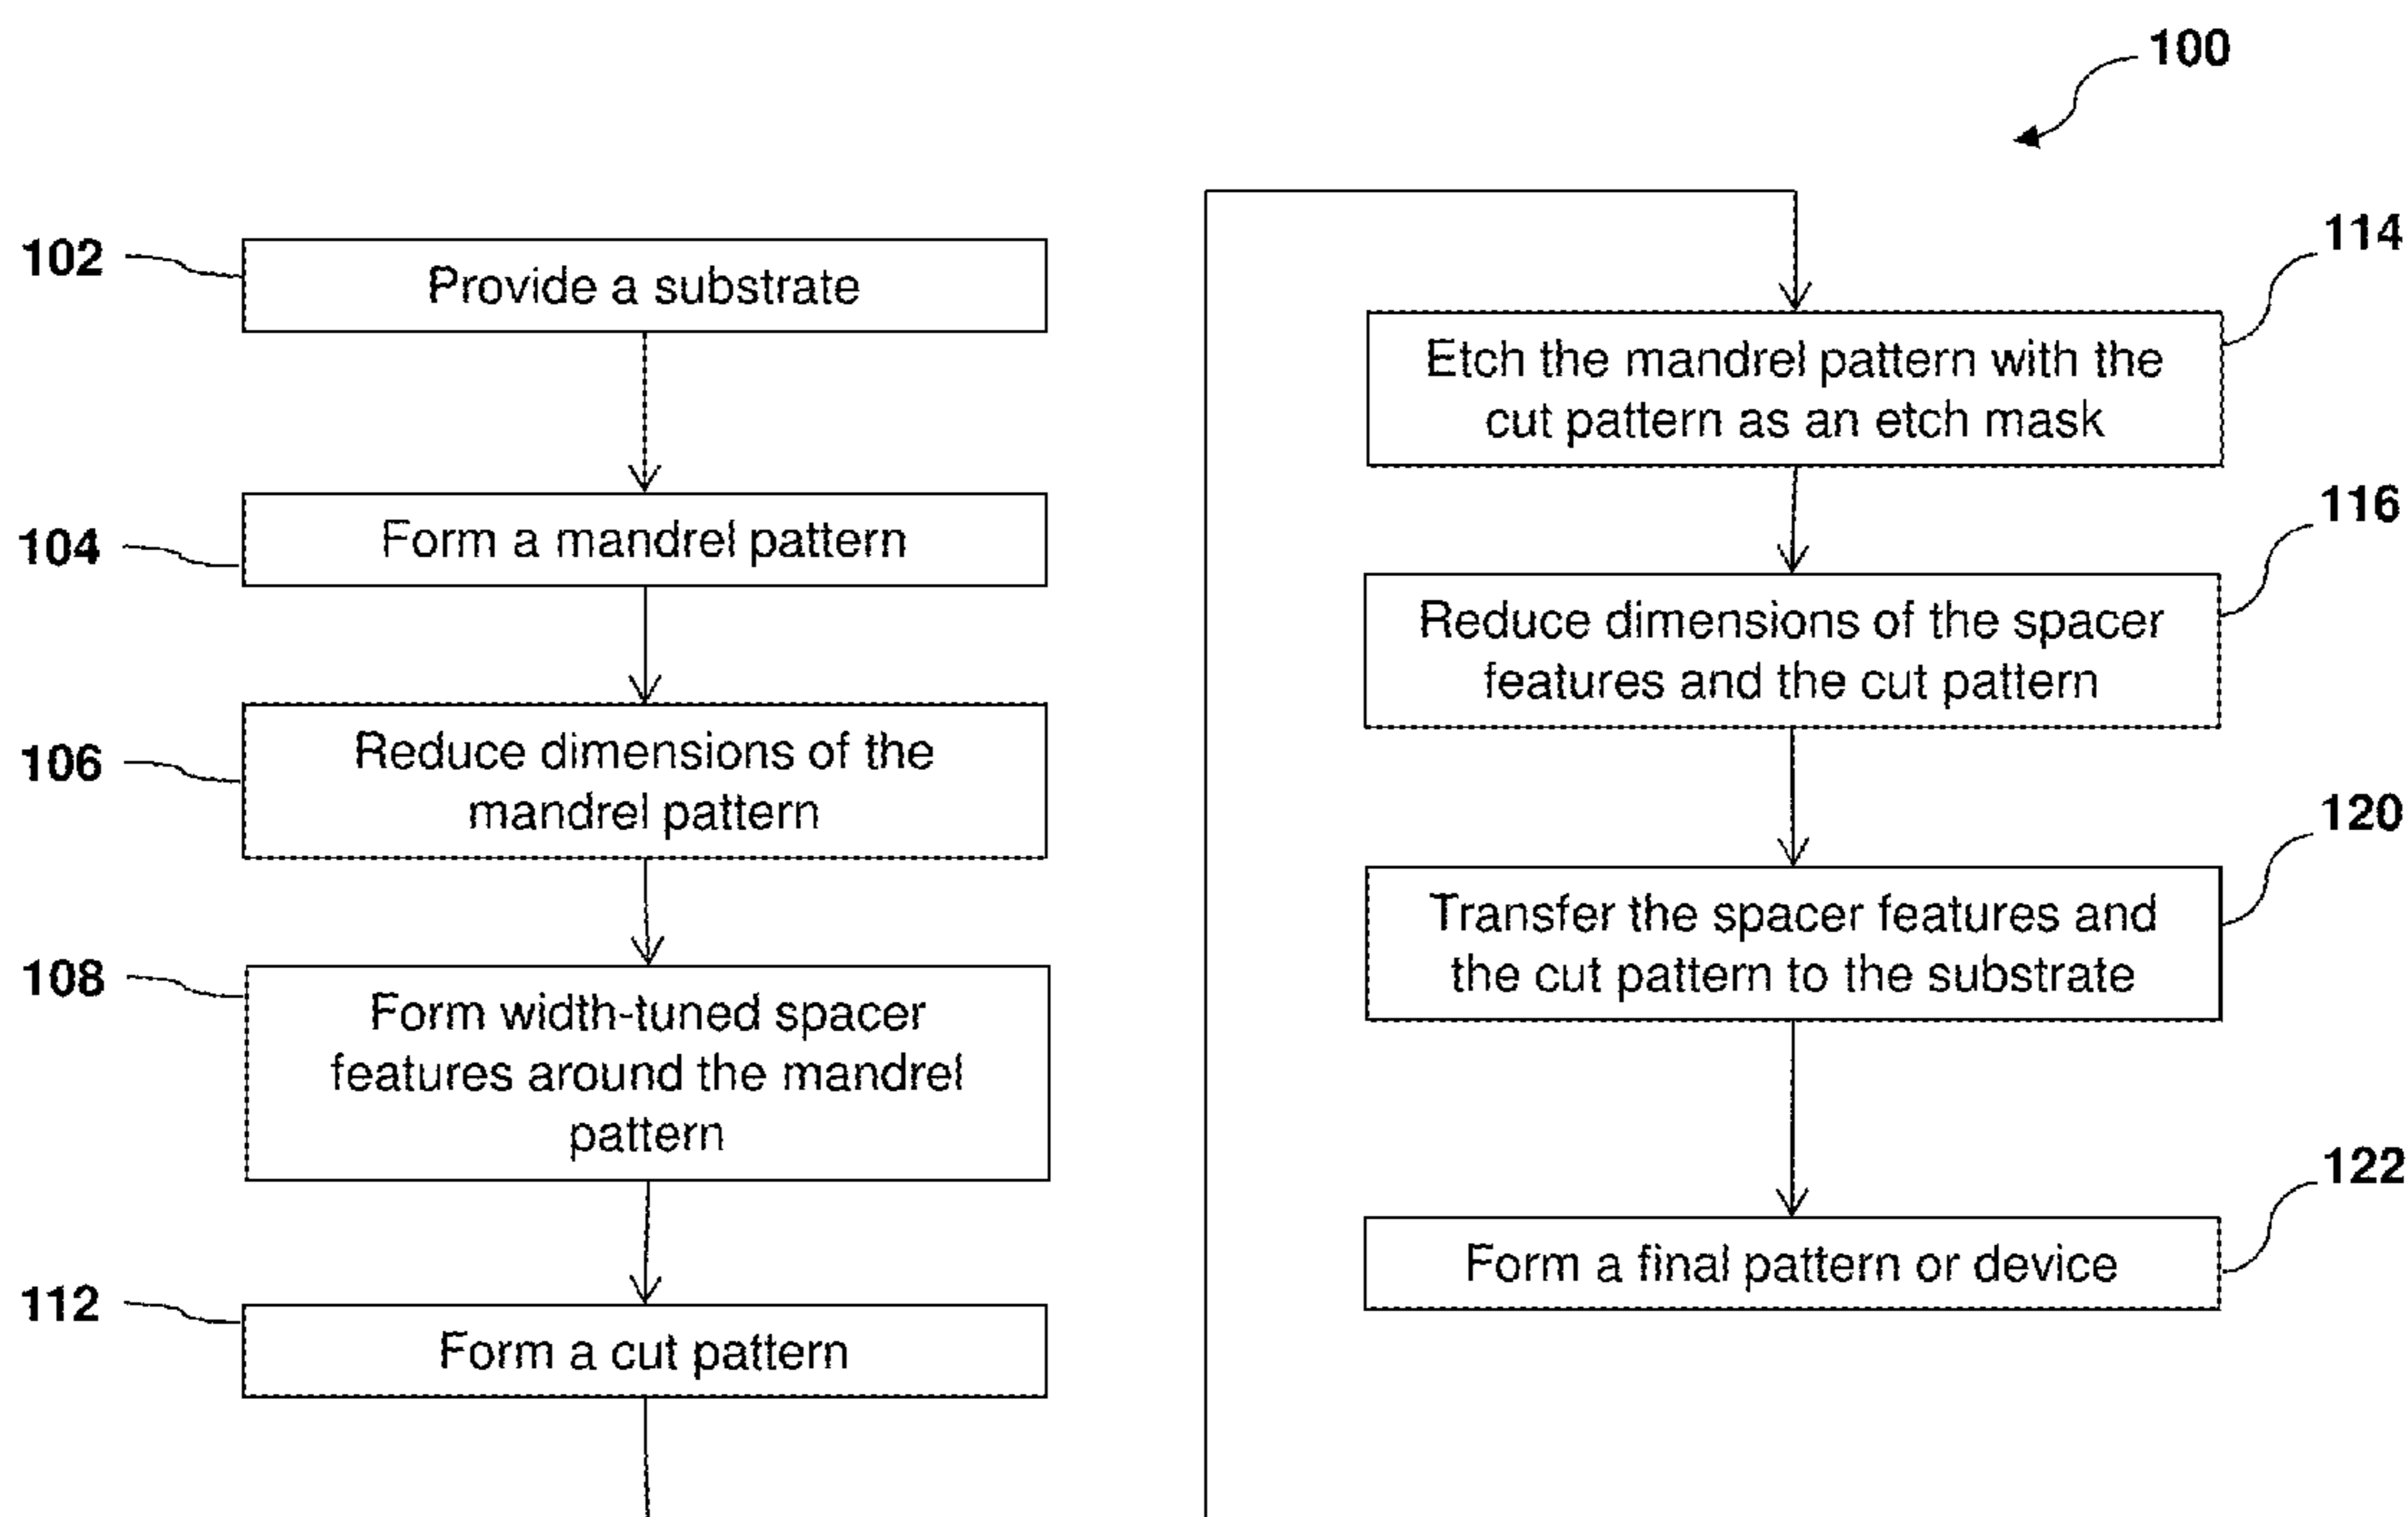 100
102
Provide a substrate
104
Form a mandrel pattern
106
Reduce dimensions of the
mandrel pattern
108
Form width-tuned spacer
features around the mandrel
pattern
112
Form a cut pattern
114
Etch the mandrel pattern with the
cut pattern as an etch mask
116
Reduce dimensions of the spacer
features and the cut pattern
120
Transfer the spacer features and
the cut pattern to the substrate
122
Form a final pattern or device